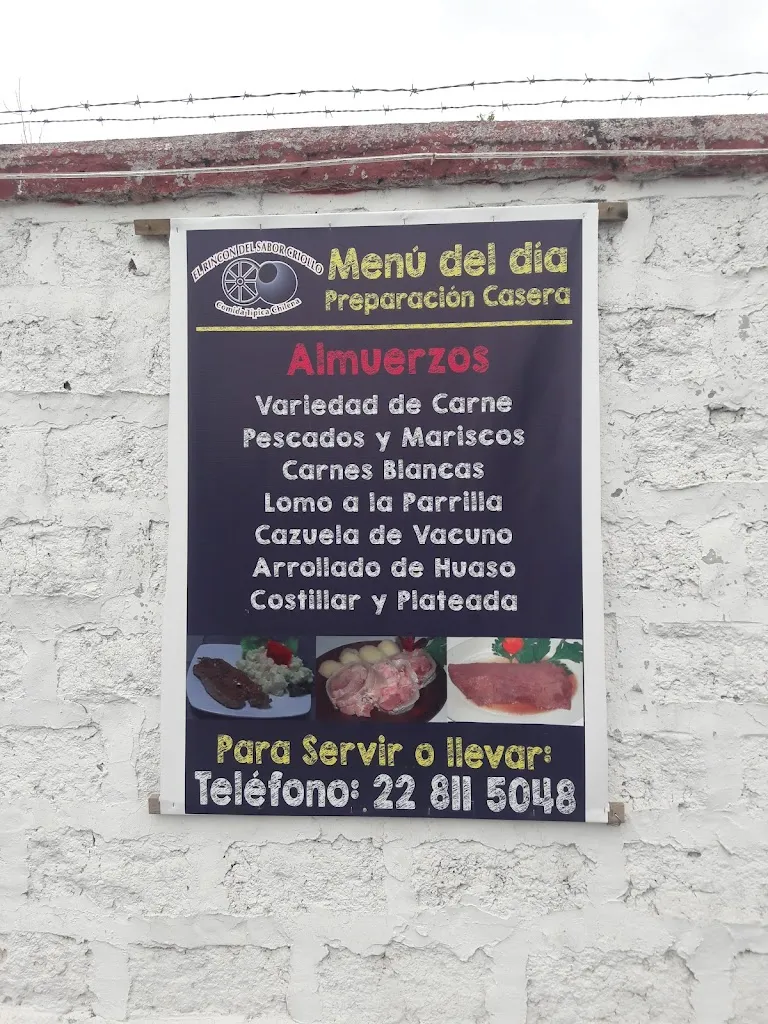 EL RINCON DEL SABOR CRIOLLO
Comida Típica Chilena
Menú del día
Preparación Casera
Almuerzos
Variedad de Carne
Pescados y Mariscos
Carnes Blancas
Lomo a la Parrilla
Cazuela de Vacuno
Arrollado de Huaso
Costillar y Plateada
Para Servir o llevar:
Teléfono: 22 811 5048